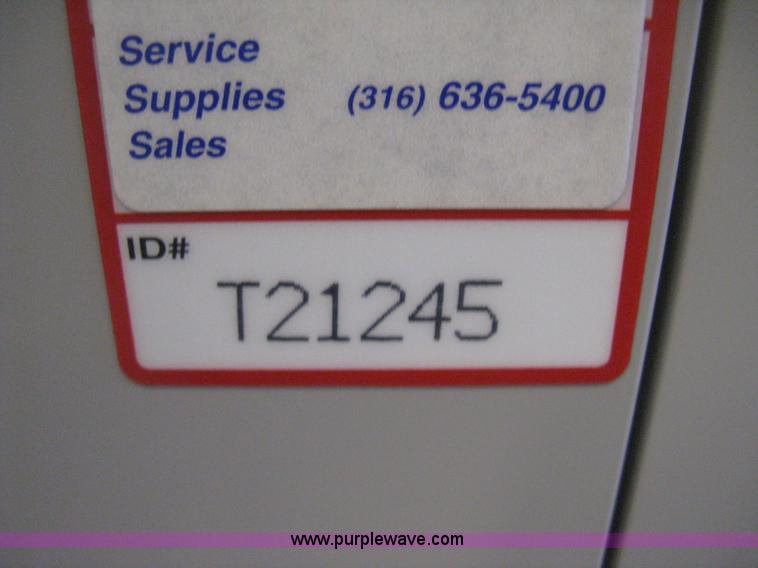 Service
Supplies (316) 636-5400
Sales
ID#
T21245
www.purplewave.com